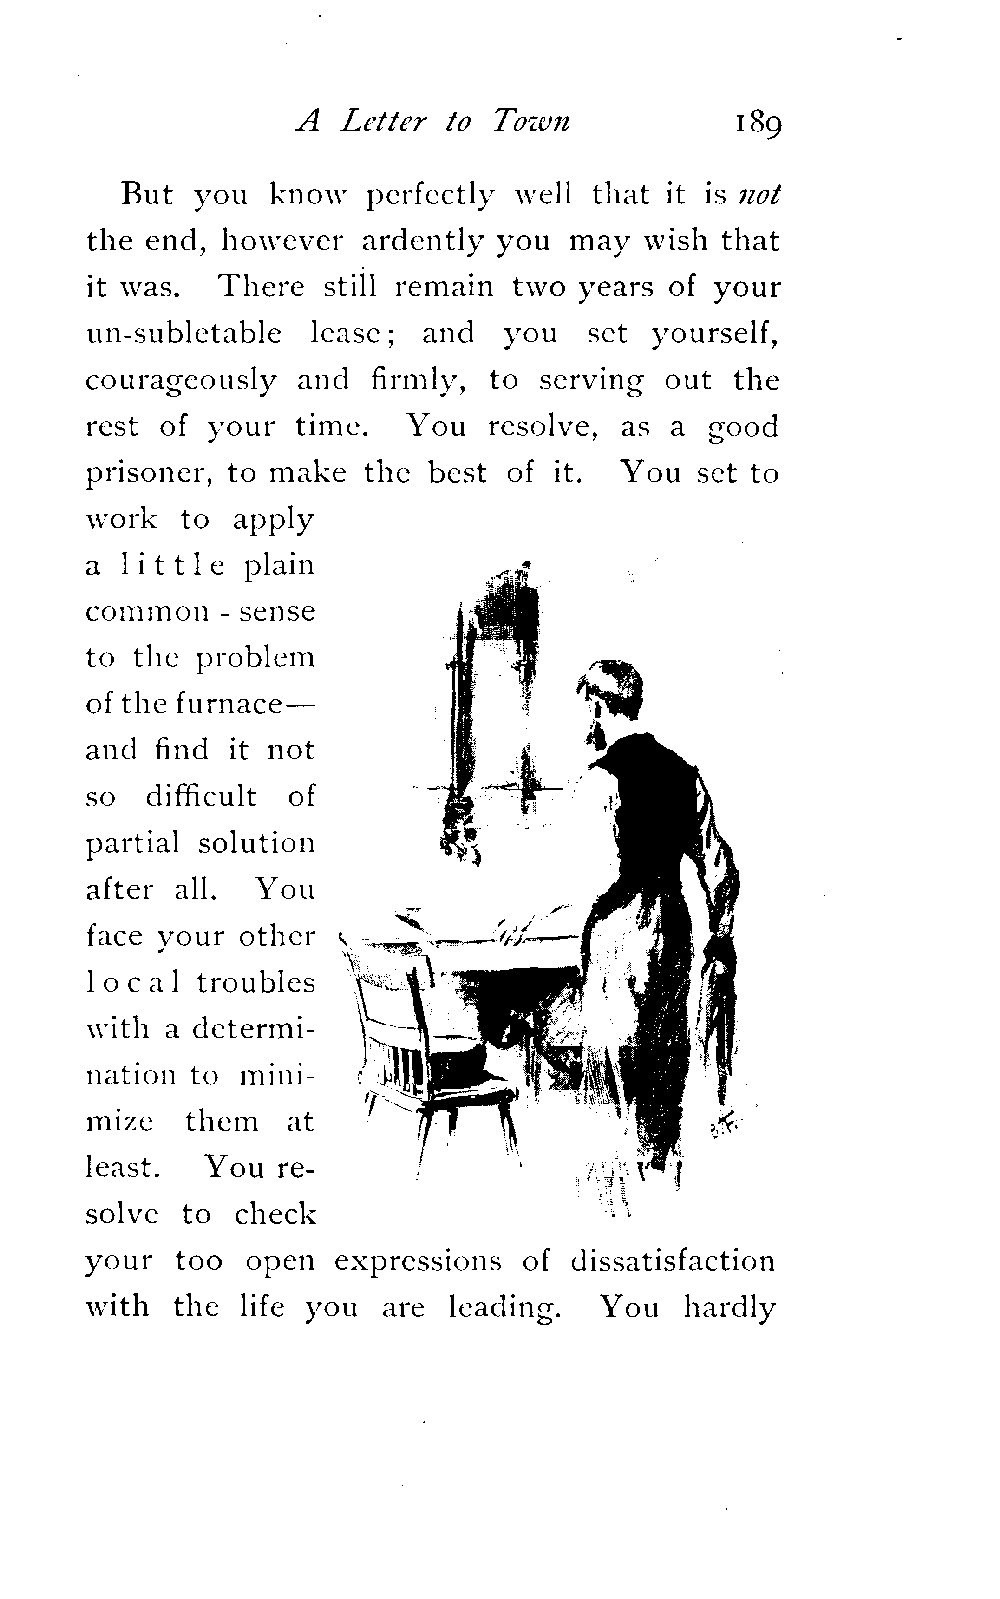 A Letter to Town 189
But you know perfectly well that it is not
the end, however ardently you may wish that
it was. There still remain two years of your
un-subletable lease; and you set yourself,
courageously and firmly, to serving out the
rest of your time. You resolve, as a good
prisoner, to make the best of it. You set to
work to apply
a little plain
common-sense
to the problem
of the furnace—
and find it not
so difficult of
partial solution
after all. You
face your other
local troubles
with a determi-
nation to mini-
mize them at
least. You re-
solve to check
your too open expressions of dissatisfaction
with the life you are leading. You hardly